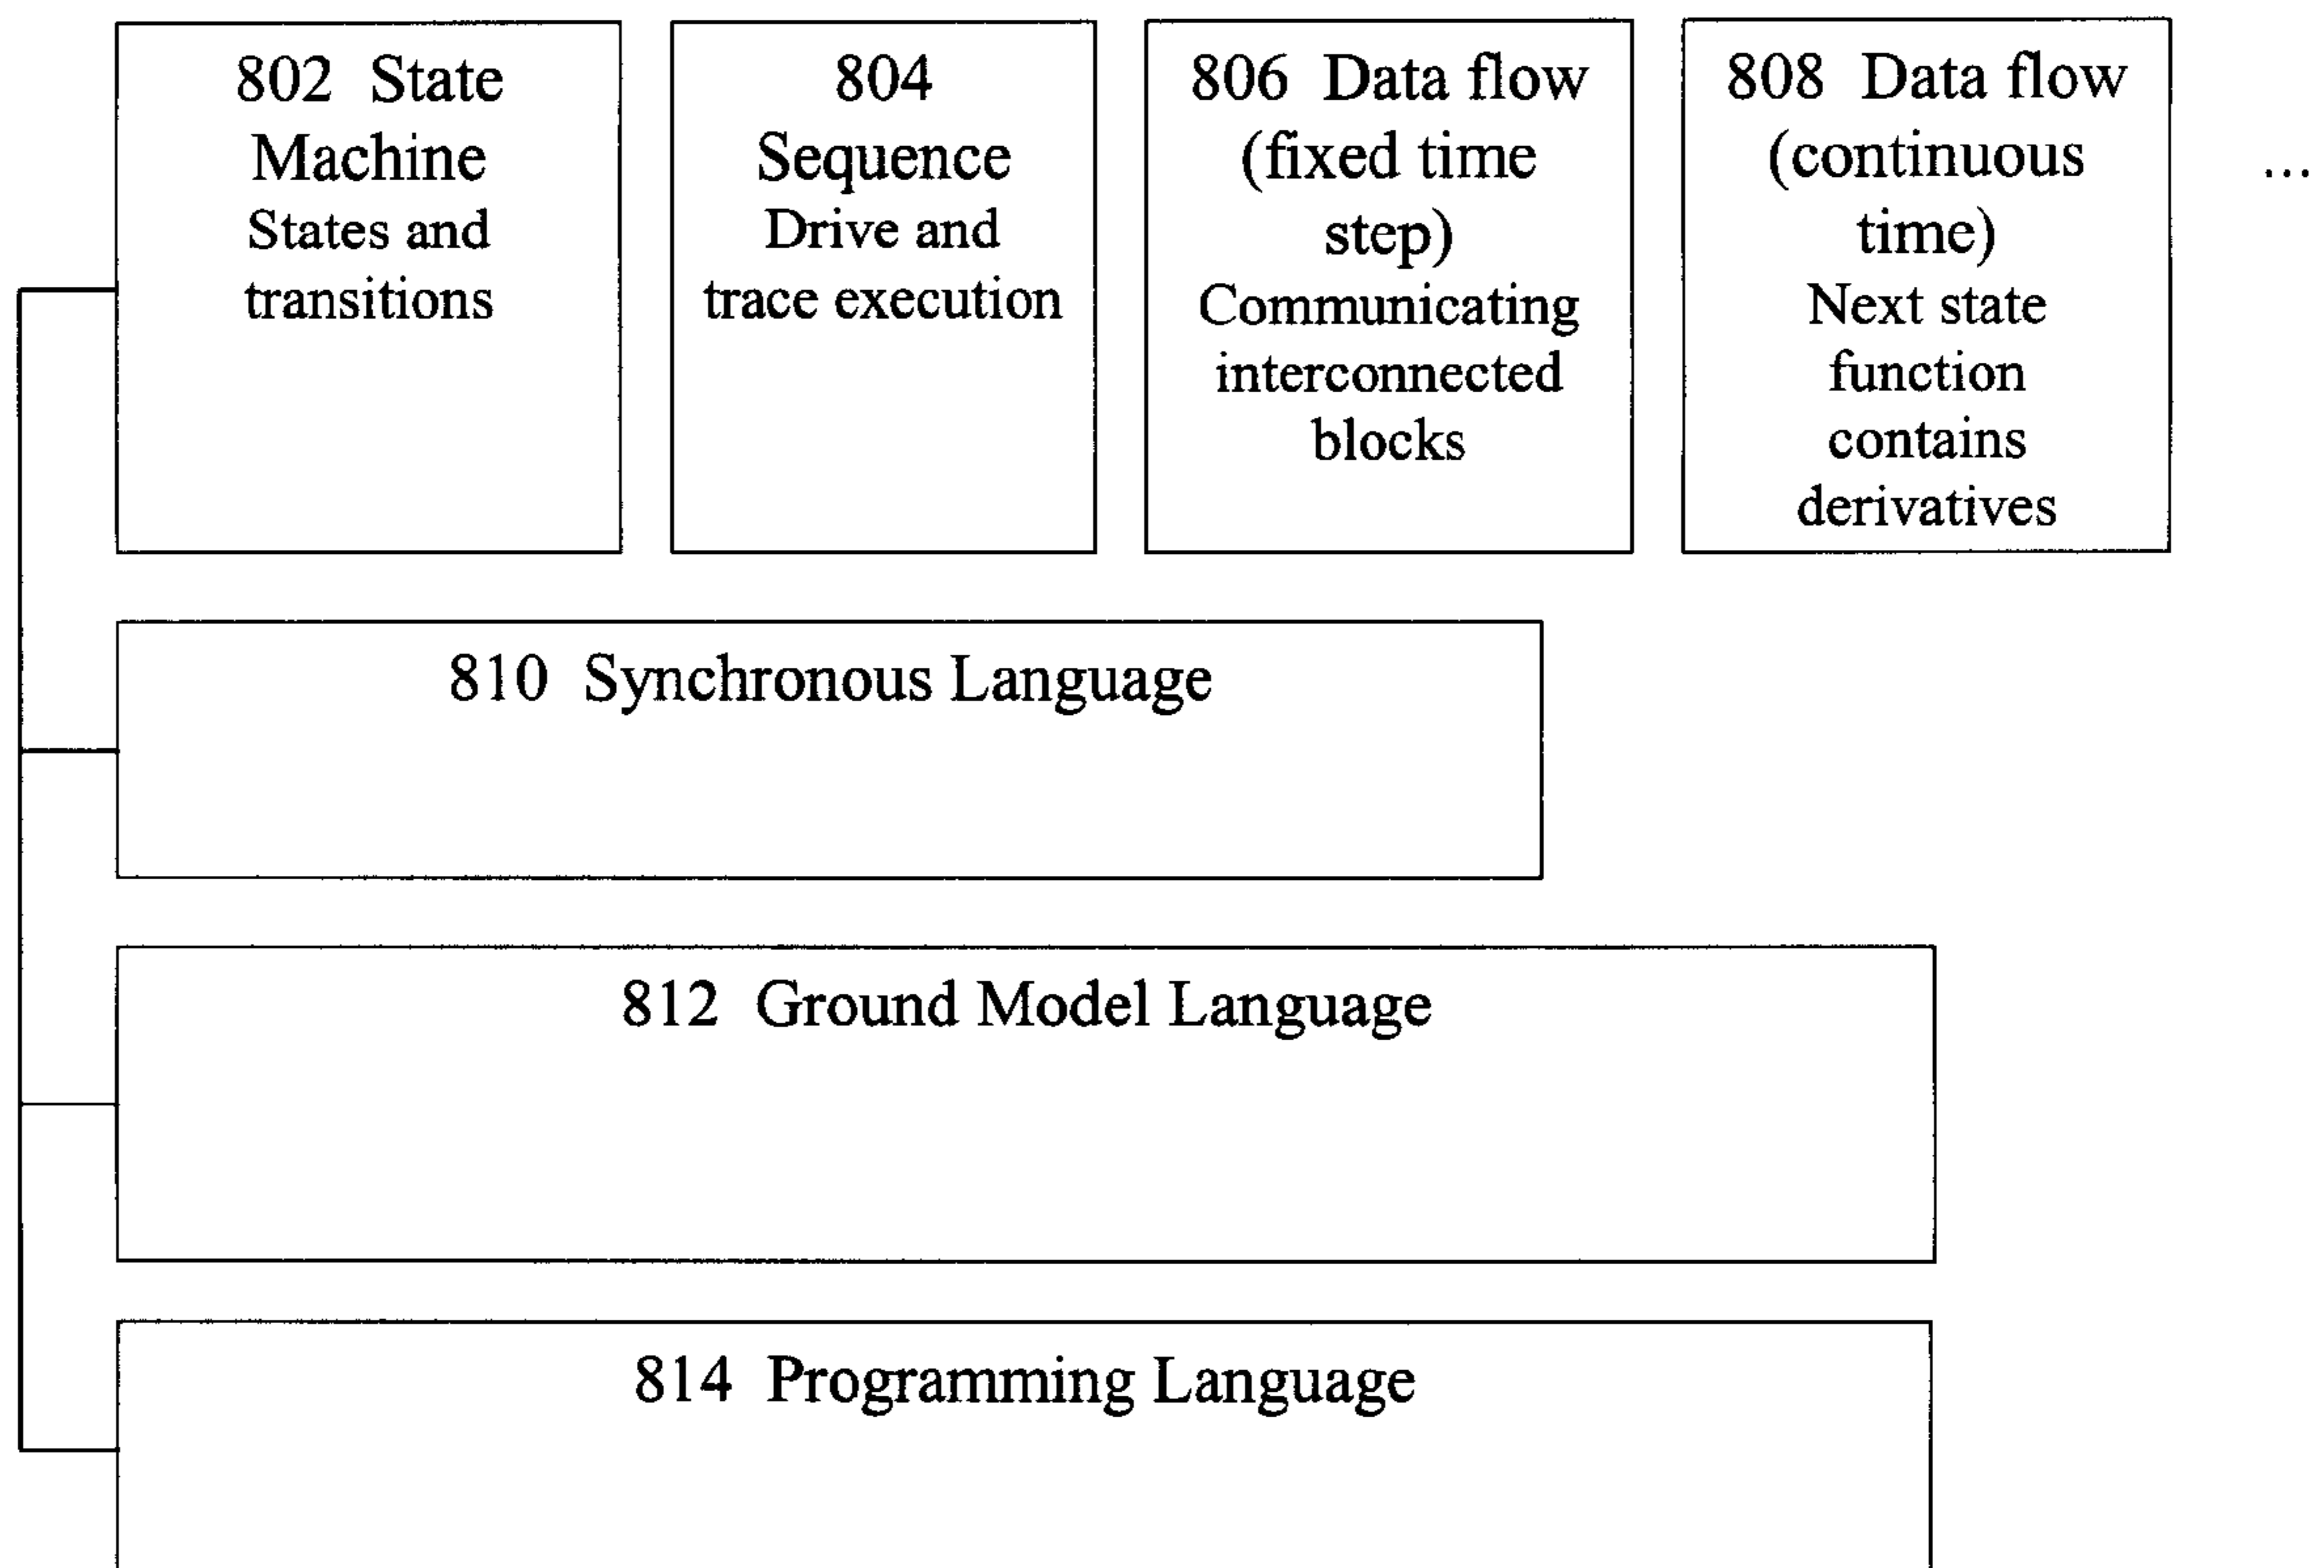 802 State
Machine
States and
transitions
804
Sequence
Drive and
trace execution
806 Data flow
(fixed time
step)
Communicating
interconnected
blocks
808 Data flow
(continuous
time)
Next state
function
contains
derivatives
...
810 Synchronous Language
812 Ground Model Language
814 Programming Language